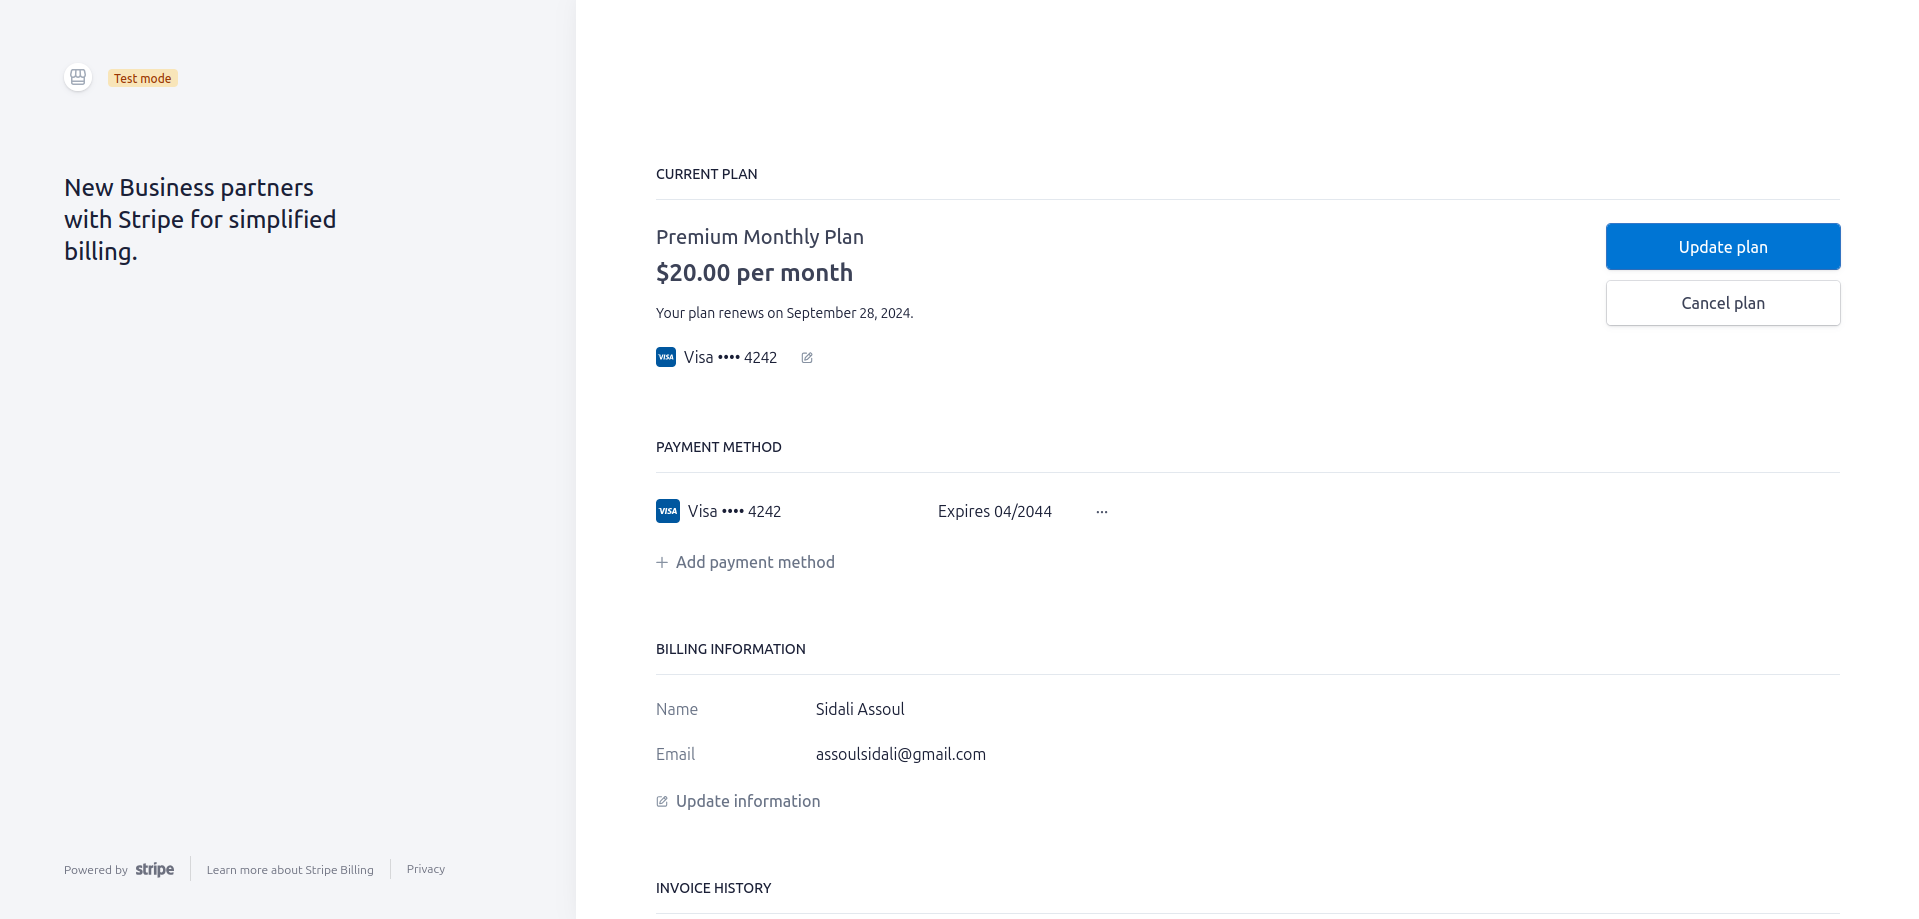 Test mode
New Business partners
with Stripe for simplified
billing.
Powered by stripe
Learn more about Stripe Billing
Privacy
CURRENT PLAN
Premium Monthly Plan
$20.00 per month
Your plan renews on September 28, 2024.
VISA Visa •••• 4242
Update plan
Cancel plan
PAYMENT METHOD
VISA Visa •••• 4242 Expires 04/2044 ···
+ Add payment method
BILLING INFORMATION
Name Sidali Assoul
Email assoulsidali@gmail.com
Update information
INVOICE HISTORY